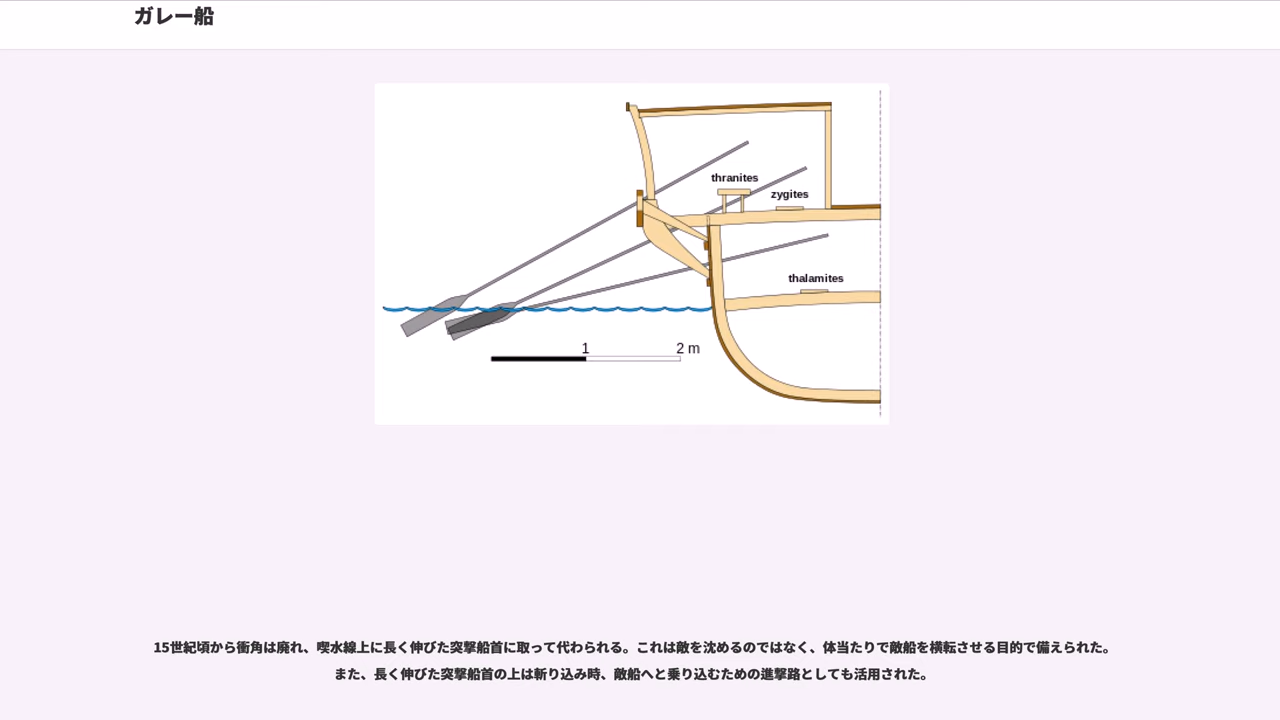 ガレー船
thranites
zygites
thalamites
1 2 m
15世紀頃から衝角は廃れ、喫水線上に長く伸びた突撃船首に取って代わられる。これは敵を沈めるのではなく、体当たりで敵船を横転させる目的で備えられた。
また、長く伸びた突撃船首の上は斬り込み時、敵船へと乗り込むための進撃路としても活用された。